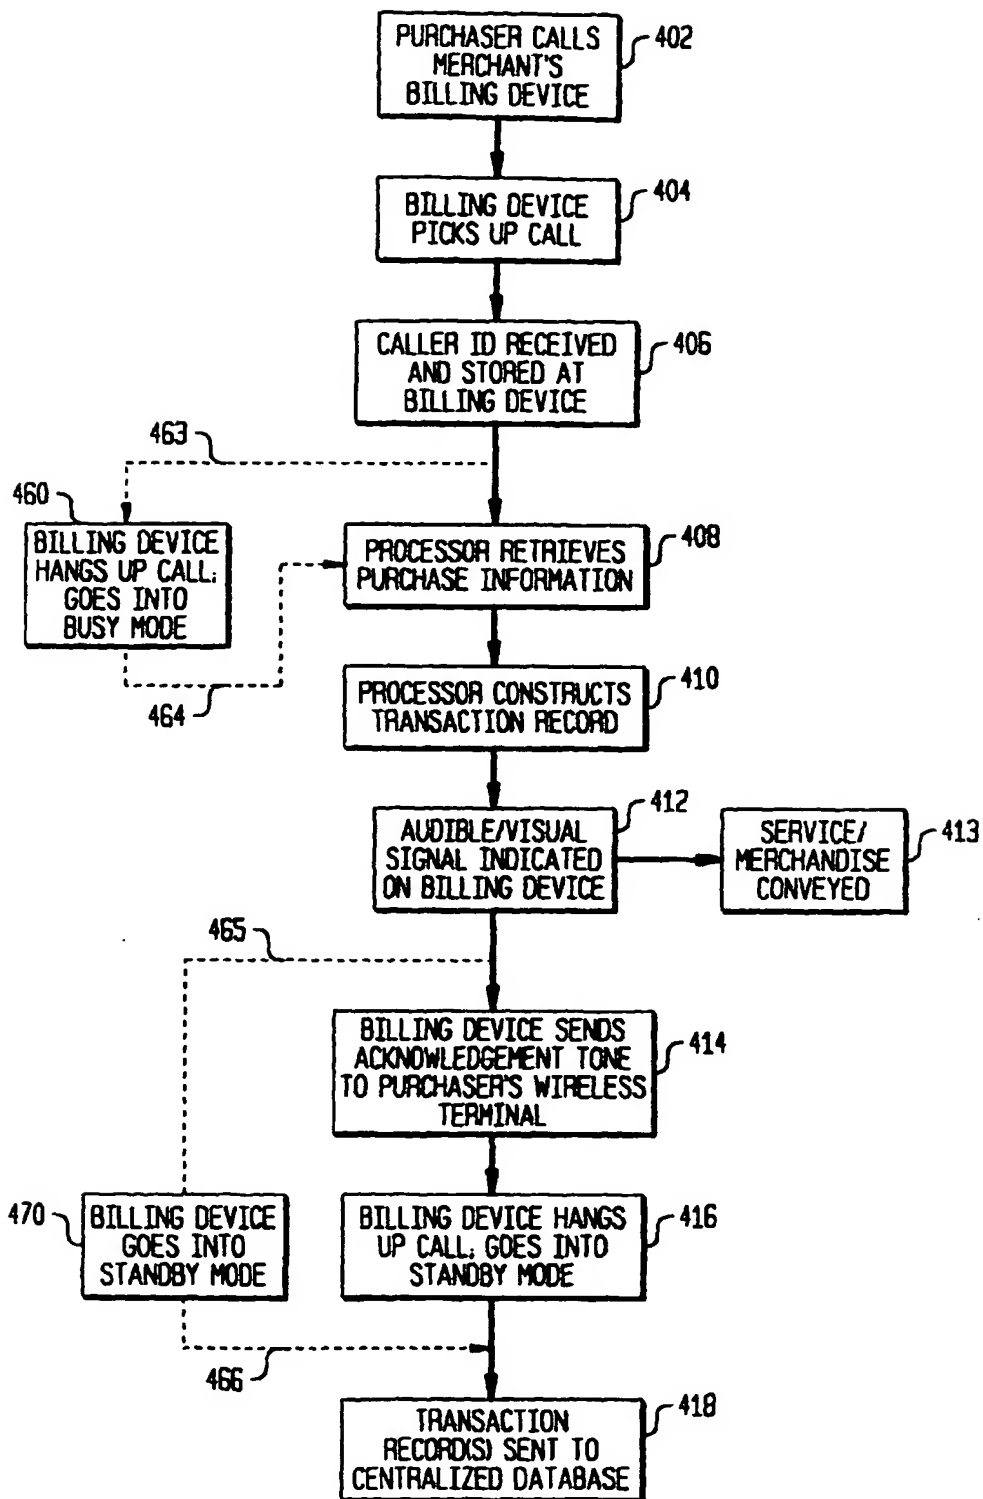 PURCHASER CALLS
MERCHANT'S
BILLING DEVICE
402
BILLING DEVICE
PICKS UP CALL
404
CALLER ID RECEIVED
AND STORED AT
BILLING DEVICE
406
463
460
BILLING DEVICE
HANGS UP CALL;
GOES INTO
BUSY MODE
464
PROCESSOR RETRIEVES
PURCHASE INFORMATION
408
PROCESSOR CONSTRUCTS
TRANSACTION RECORD
410
AUDIBLE/VISUAL
SIGNAL INDICATED
ON BILLING DEVICE
412
SERVICE/
MERCHANDISE
CONVEYED
413
465
BILLING DEVICE SENDS
ACKNOWLEDGEMENT TONE
TO PURCHASER'S WIRELESS
TERMINAL
414
470
BILLING DEVICE
GOES INTO
STANDBY MODE
BILLING DEVICE HANGS
UP CALL; GOES INTO
STANDBY MODE
416
466
TRANSACTION
RECORD(S) SENT TO
CENTRALIZED DATABASE
418